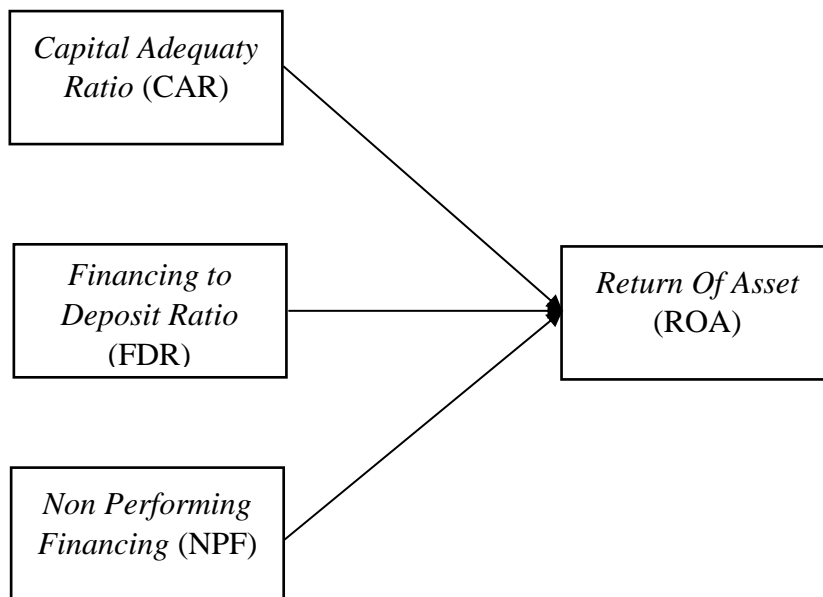 Capital Adequaty
Ratio (CAR)
Financing to
Deposit Ratio
(FDR)
Return Of Asset
(ROA)
Non Performing
Financing (NPF)